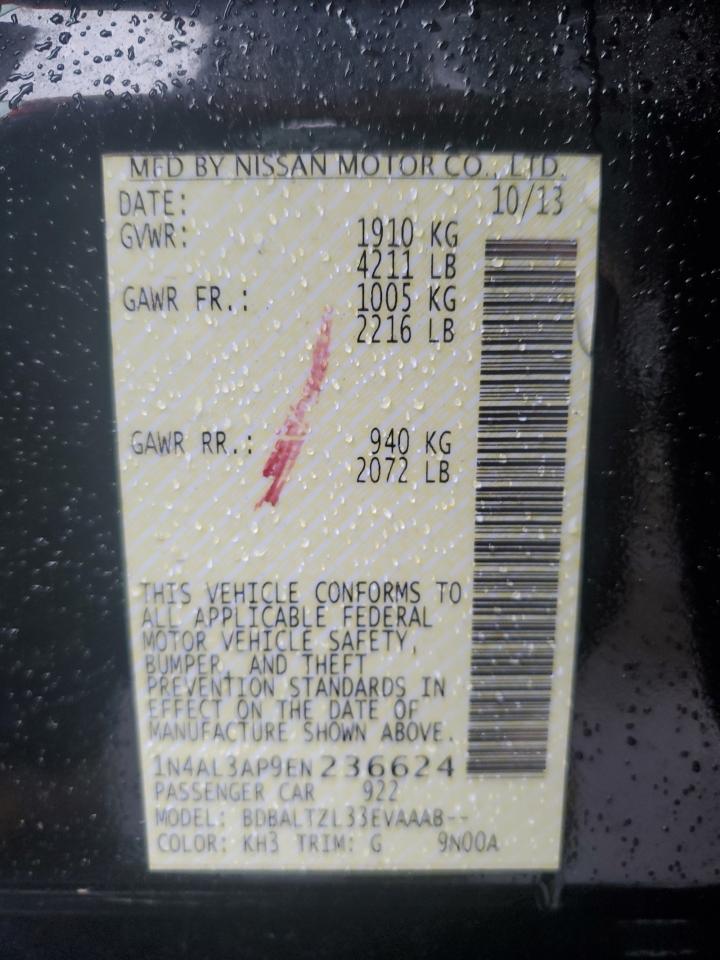 MFD BY NISSAN MOTOR CO., LTD.
DATE: 10/13
GVWR: 1910 KG
4211 LB
GAWR FR.: 1005 KG
2216 LB
GAWR RR.: 940 KG
2072 LB
THIS VEHICLE CONFORMS TO
ALL APPLICABLE FEDERAL
MOTOR VEHICLE SAFETY,
BUMPER, AND THEFT
PREVENTION STANDARDS IN
EFFECT ON THE DATE OF
MANUFACTURE SHOWN ABOVE.
1N4AL3AP9EN236624
PASSENGER CAR 922
MODEL: BDBALTZL33EVAAAB--
COLOR: KH3 TRIM: G 9N00A